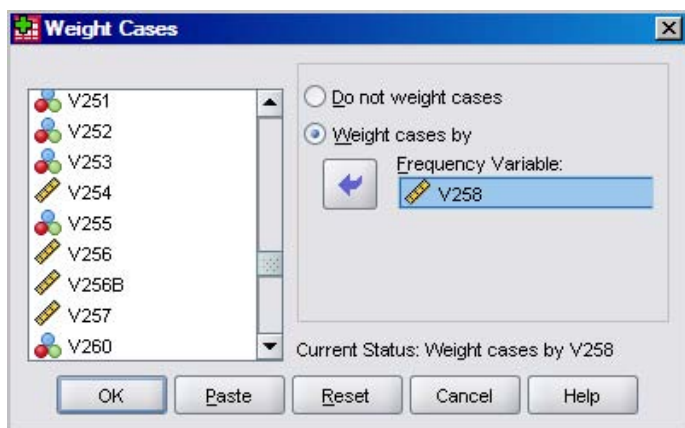 Weight Cases
V251
V252
V253
V254
V255
V256
V256B
V257
V260
Do not weight cases
Weight cases by
Frequency Variable:
V258
Current Status: Weight cases by V258
OK
Paste
Reset
Cancel
Help